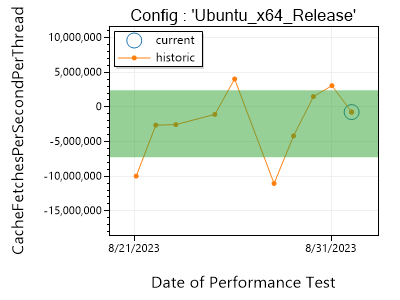 Config : 'Ubuntu_x64_Release'
current
historic
10,000,000
5,000,000
0
-5,000,000
-10,000,000
-15,000,000
CacheFetchesPerSecondPerThread
8/21/2023
8/31/2023
Date of Performance Test